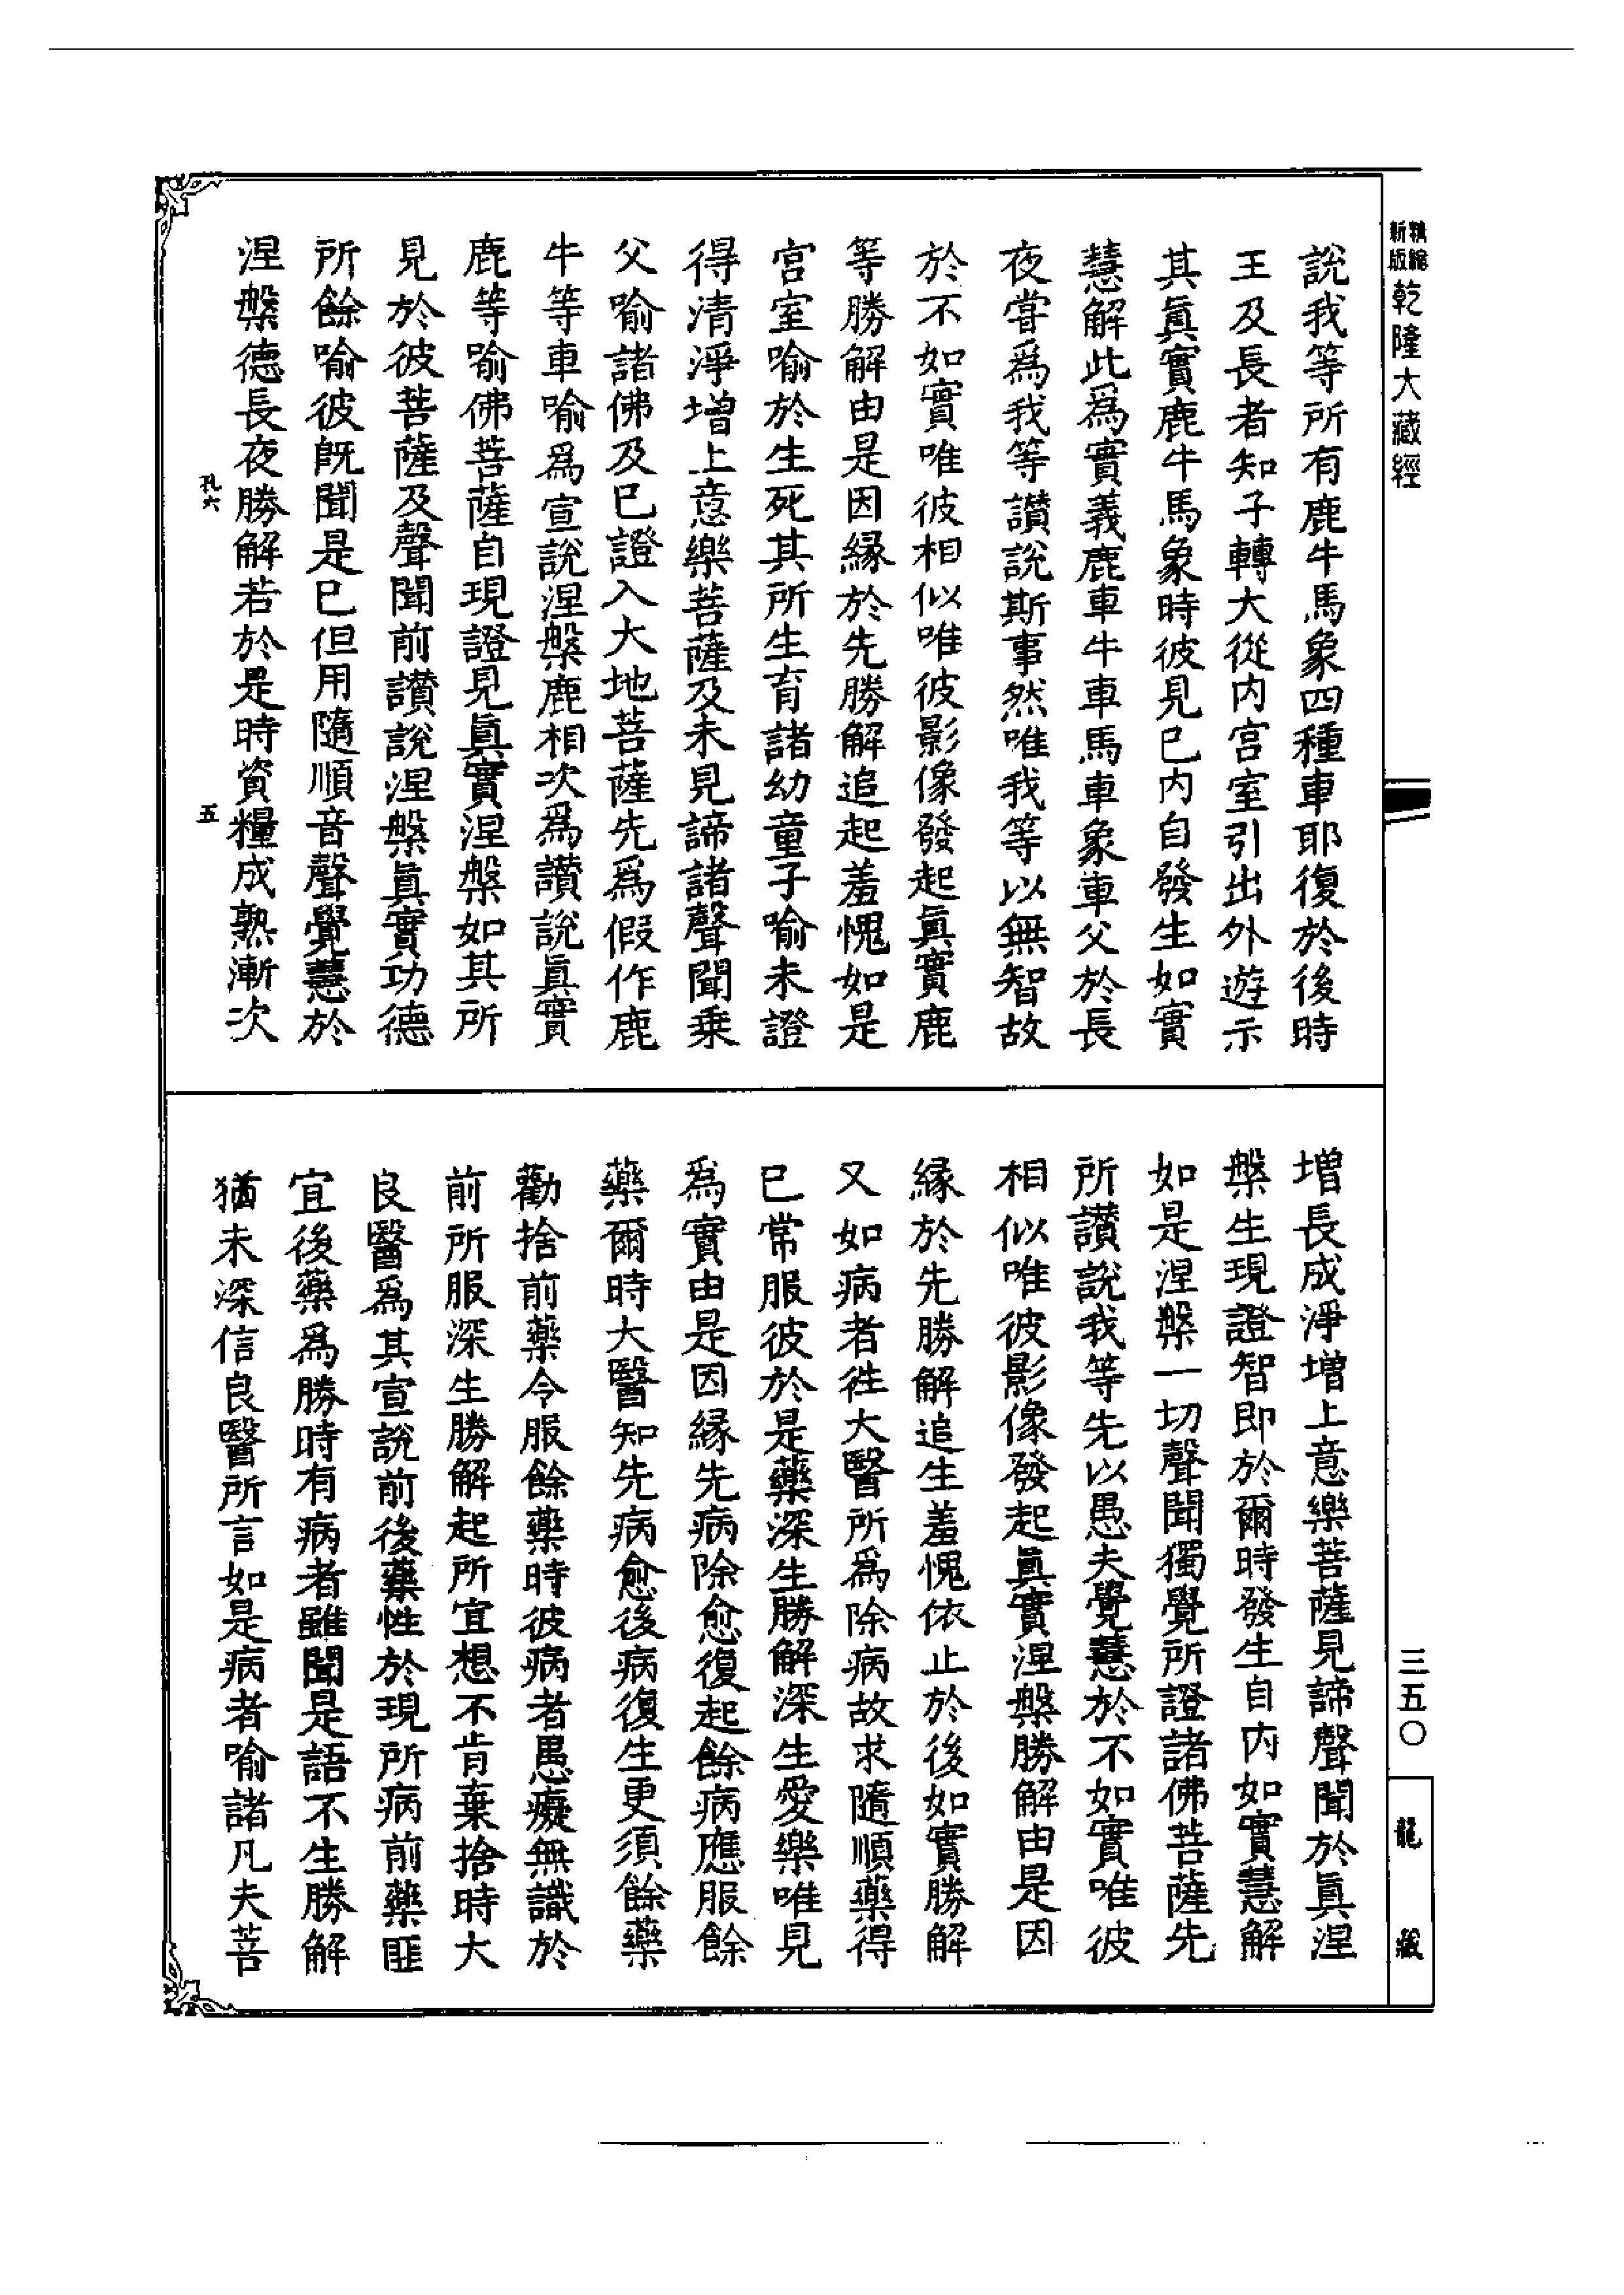 精縮新版乾隆大藏經
說我等所有鹿牛馬象四種車耶復於後時
王及長者知子轉大從內宮室引出外遊示
其眞實鹿牛馬象時彼見已內自發生如實
慧解此爲實義鹿車牛車馬車象車父於長
夜嘗爲我等讃說斯事然唯我等以無智故
於不如實唯彼相似唯彼影像發起眞實鹿
等勝解由是因縁於先勝解追起羞愧如是
宮室喻於生死其所生育諸幼童子喻未證
得清淨增上意樂菩薩及未見諦諸聲聞乗
父喻諸佛及已證入大地菩薩先爲假作鹿
牛等車喻爲宣說涅槃鹿相次爲讃說眞實
鹿等喻佛菩薩自現證見眞實涅槃如其所
見於彼菩薩及聲聞前讃說涅槃眞實功德
所餘喻彼旣聞是已但用隨順音聲覺慧於
涅槃德長夜勝解若於是時資糧成熟漸次
孔六 五
增長成淨增上意樂菩薩見諦聲聞於眞涅
槃生現證智即於爾時發生自内如實慧解
如是涅槃一切聲聞獨覺所證諸佛菩薩先
所讃說我等先以愚夫覺慧於不如實唯彼
相似唯彼影像發起眞實涅槃勝解由是因
縁於先勝解追生羞愧依止於後如實勝解
又如病者徃大醫所爲除病故求隨順藥得
已常服彼於是藥深生勝解深生愛樂唯見
爲實由是因縁先病除愈復起餘病應服餘
藥爾時大醫知先病愈後病復生更須餘藥
勸捨前藥令服餘藥時彼病者愚癡無識於
前所服深生勝解起所宜想不肯棄捨時大
良醫爲其宣說前後藥性於現所病前藥匪
宜後藥爲勝時有病者雖聞是語不生勝解
猶未深信良醫所言如是病者喻諸凡夫菩
三五〇
龍藏